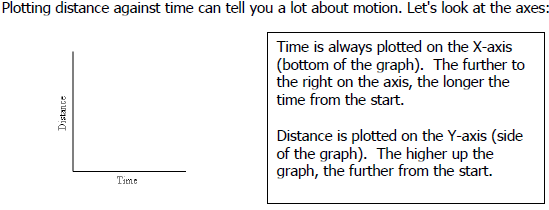 Plotting distance against time can tell you a lot about motion. Let's look at the axes:
Distance
Time
Time is always plotted on the X-axis
(bottom of the graph).  The further to
the right on the axis, the longer the
time from the start.
Distance is plotted on the Y-axis (side
of the graph).  The higher up the
graph, the further from the start.